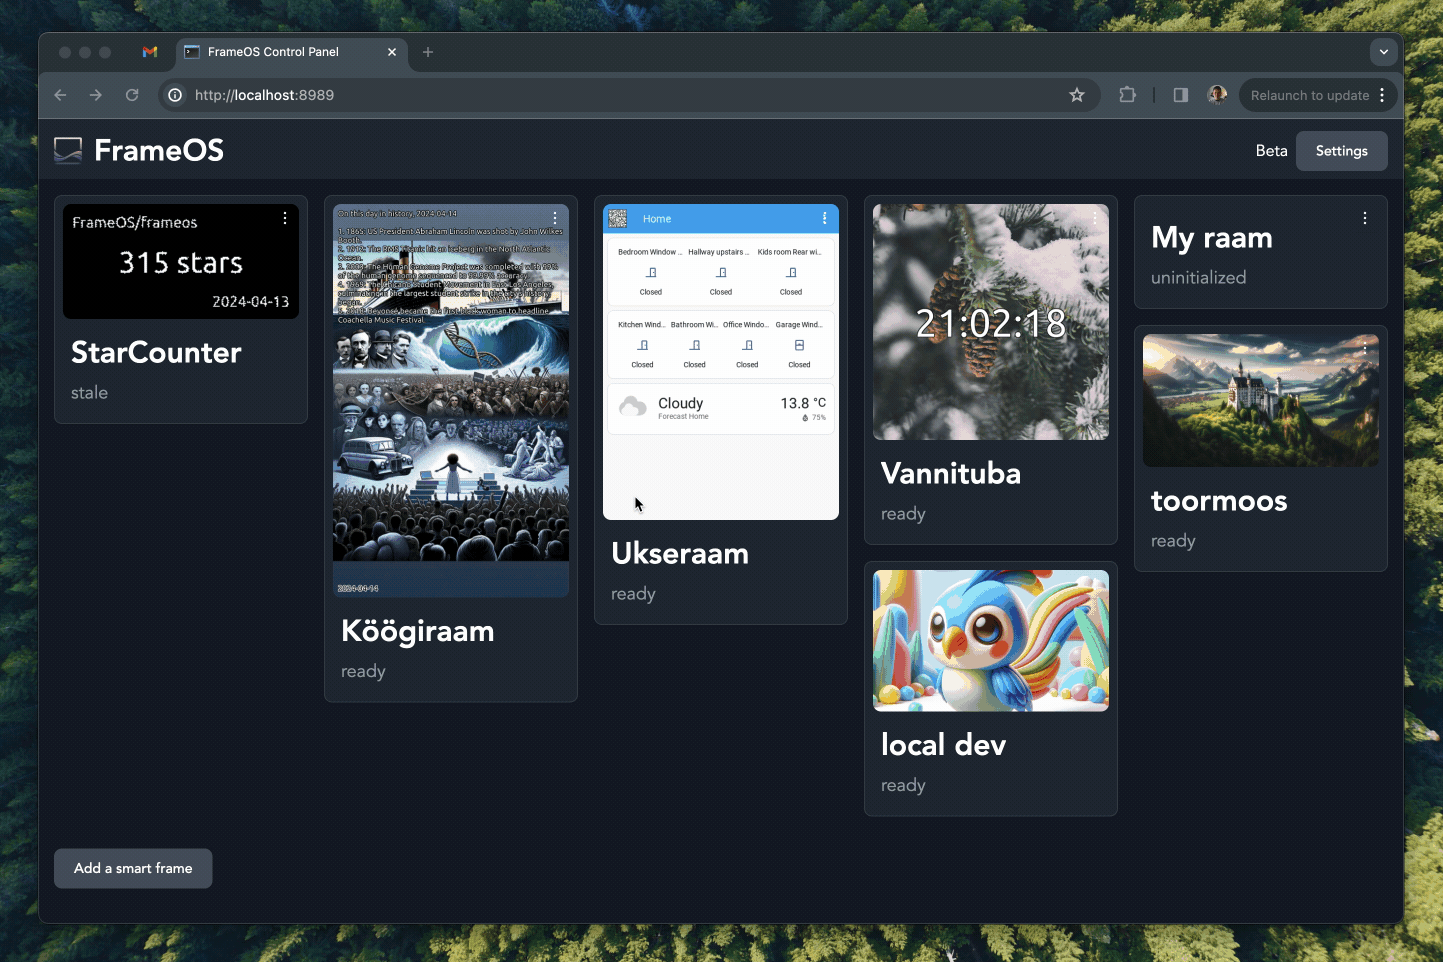 FrameOS Control Panel
http://localhost:8989
Relaunch to update
FrameOS
Beta
Settings
FrameOS/frameos
315 stars
2024-04-13
StarCounter
stale
On this day in history, 2024-04-14
1. 1865: US President Abraham Lincoln was shot by John Wilkes
Booth.
2. 1912: The RMS Titanic hit an iceberg in the North Atlantic
Ocean.
3. 2003: The Human Genome Project was completed with 99%
of the human genome sequenced to 99.99% accuracy.
4. 1968: The Chicano Student Movement in East Los Angeles,
culminating in the largest student strike in the city's history,
began.
5. 2018: Beyoncé became the first black woman to headline
Coachella Music Festival.
2024-04-14
Köögiraam
ready
Home
Bedroom Window ...
Hallway upstairs ...
Kids room Rear wi...
Closed
Closed
Closed
Kitchen Wind...
Bathroom Wi...
Office Windo...
Garage Wind...
Closed
Closed
Closed
Closed
Cloudy
Forecast Home
13.8 °C
75%
Ukseraam
ready
21:02:18
Vannituba
ready
local dev
ready
My raam
uninitialized
toormoos
ready
Add a smart frame